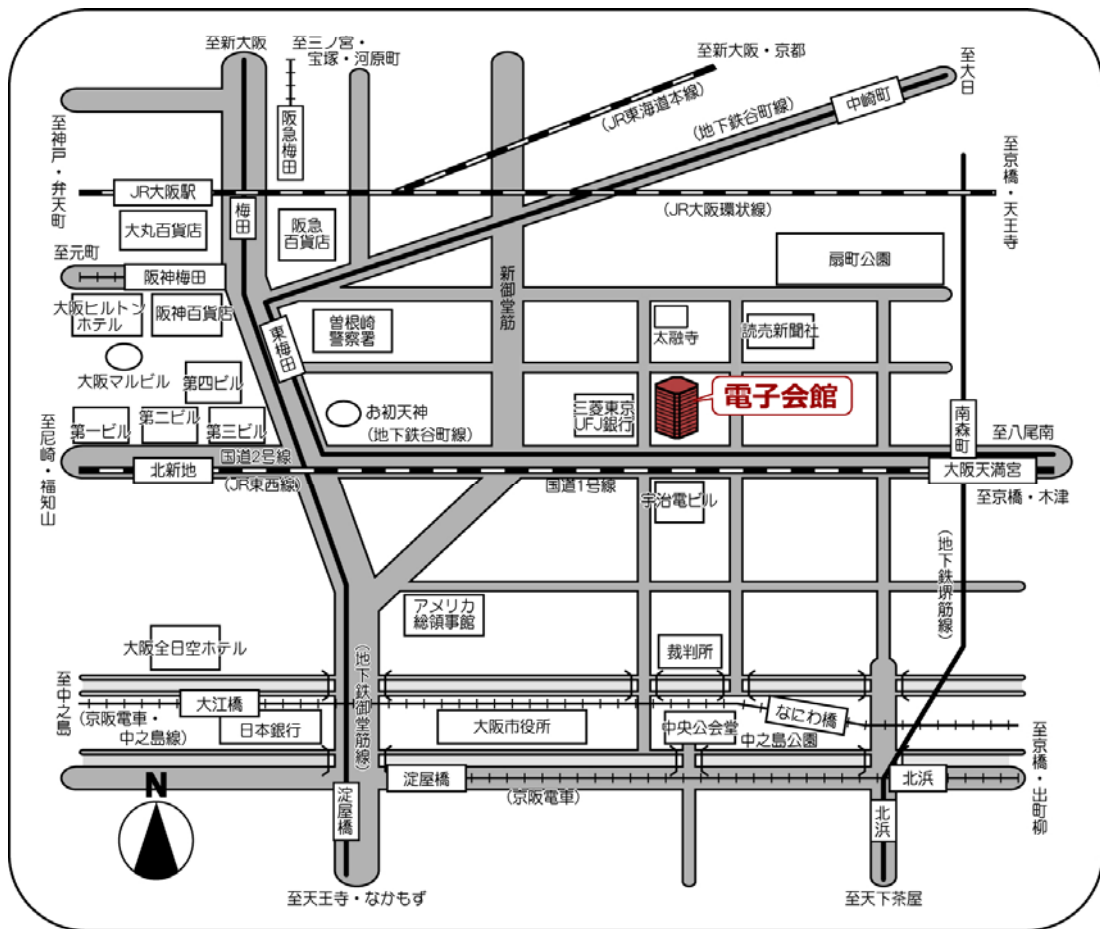 至新大阪
至三ノ宮・
宝塚・河原町
至新大阪・京都
至大日
(JR東海道本線)
(地下鉄谷町線)
中崎町
至神戸・弁天町
阪急梅田
至京橋・天王寺
JR大阪駅
梅田
(JR大阪環状線)
大丸百貨店
阪急
百貨店
至元町
阪神梅田
新御堂筋
扇町公園
大阪ヒルトン
ホテル
阪神百貨店
東梅田
曽根崎
警察署
太融寺
読売新聞社
大阪マルビル
第四ビル
電子会館
第一ビル
第二ビル
第三ビル
お初天神
(地下鉄谷町線)
三菱東京
UFJ銀行
南森町
至八尾南
至尼崎・福知山
国道2号線
北新地
(JR東西線)
国道1号線
大阪天満宮
至京橋・木津
宇治電ビル
(地下鉄堺筋線)
アメリカ
総領事館
大阪全日空ホテル
裁判所
(地下鉄御堂筋線)
至中之島
大江橋
(京阪電車・
中之島線)
日本銀行
大阪市役所
中央公会堂
なにわ橋
中之島公園
至京橋・出町柳
淀屋橋
(京阪電車)
北浜
N
淀屋橋
北浜
至天王寺・なかもず
至天下茶屋